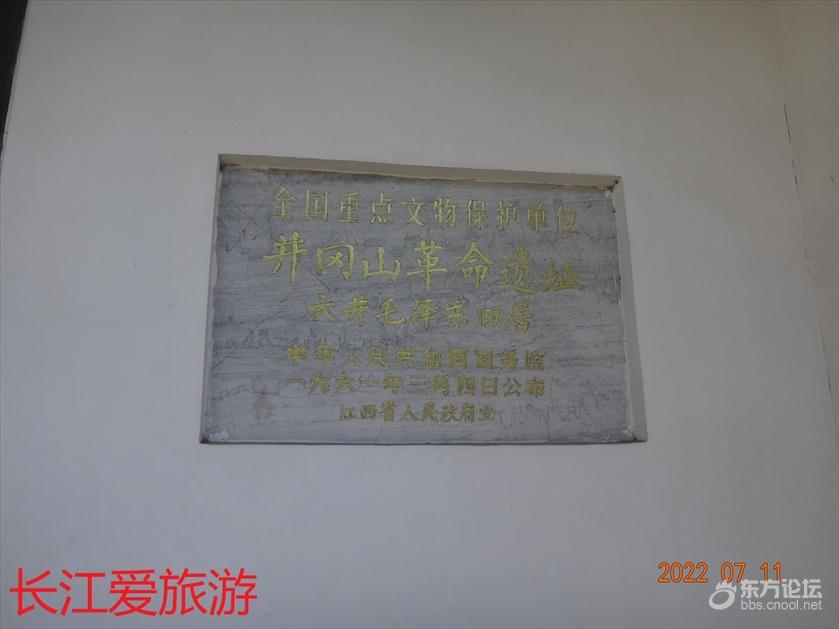 全国重点文物保护单位
井冈山革命遗址
大井毛泽东旧居
中华人民共和国国务院
一九六一年三月四日公布
江西省人民政府立
长江爱旅游
2022 07 11
东方论坛
bbs.cnool.net